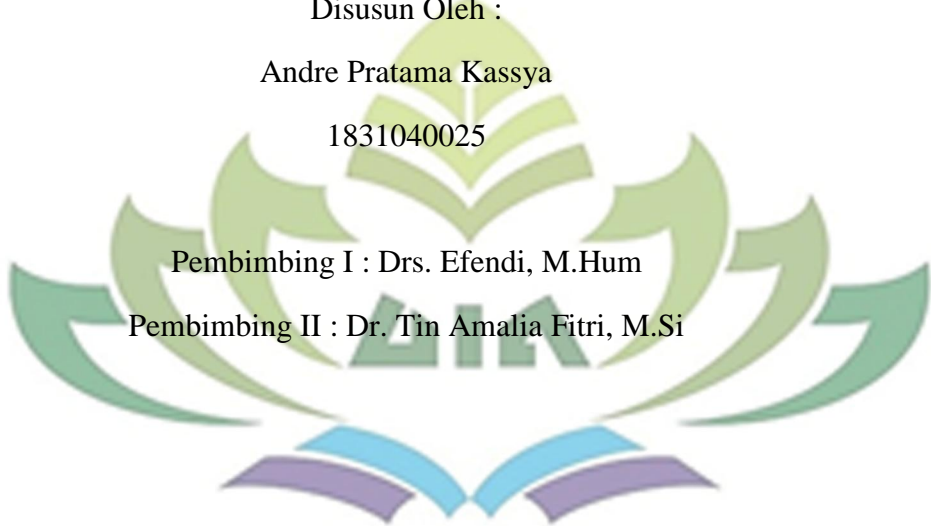 Disusun Oleh :
Andre Pratama Kassya
1831040025
Pembimbing I : Drs. Efendi, M.Hum
Pembimbing II : Dr. Tin Amalia Fitri, M.Si